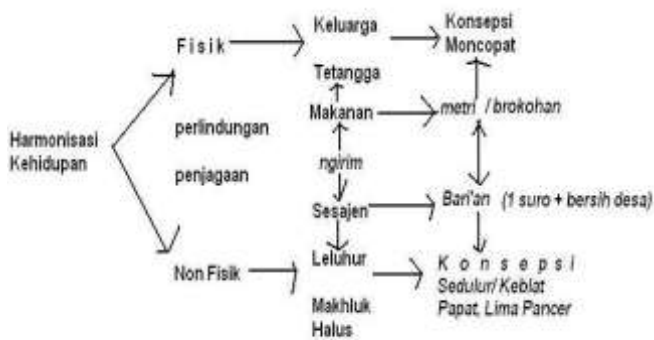 Keluarga
Konsepsi
Moncopat
Fisik
Tetangga
Makanan
metri / brokohan
perlindungan
Harmonisasi
Kehidupan
ngirim
penjagaan
Sesajen
Bari'an (1 suro + bersih desa)
Leluhur
Konsepsi
Non Fisik
Sedulur/ Keblat
Papat, Lima Pancer
Makhluk
Halus